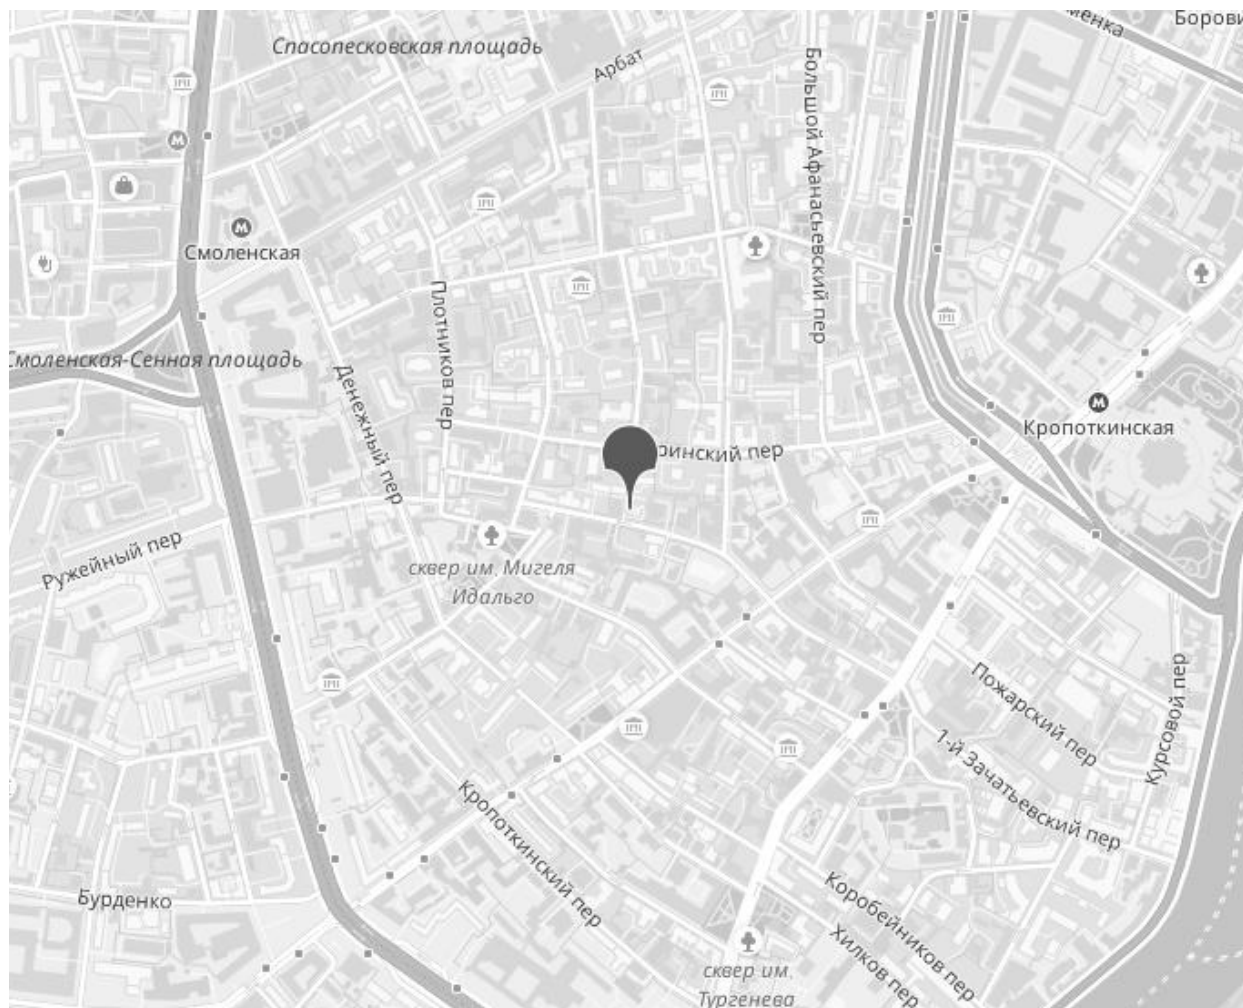 Борови
менка
Спасопесковская площадь
Арбат
Большой Афанасьевский пер
М
М
Смоленская
Плотников пер
Смоленская-Сенная площадь
Денежный пер
М
Кропоткинская
ринский пер
Ружейный пер
сквер им. Мигеля
Идальго
Пожарский пер
Курсовой пер
1-й Зачатьевский пер
Кропоткинский пер
Бурденко
Коробейников пер
Хилков пер
сквер им.
Тургенева